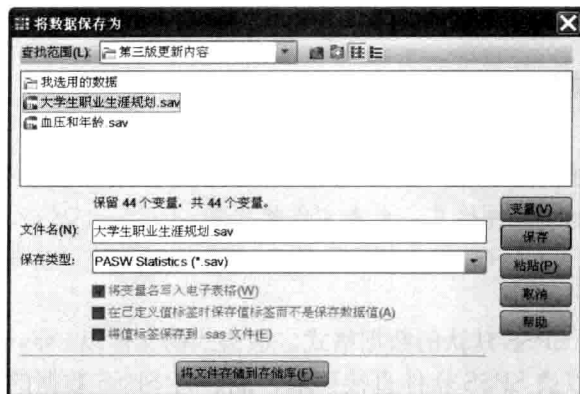 将数据保存为
查找范围(L): 第三版更新内容
我选用的数据
大学生职业生涯规划.sav
血压和年龄.sav
保留 44 个变量，共 44 个变量。
变量(V)
文件名(N): 大学生职业生涯规划.sav
保存
保存类型: PASW Statistics (*.sav)
粘贴(P)
将变量名写入电子表格(W)
取消
在已定义值标签时保存值标签而不是保存数据值(A)
帮助
将值标签保存到 .sas 文件(E)
将文件存储到存储库(F)...